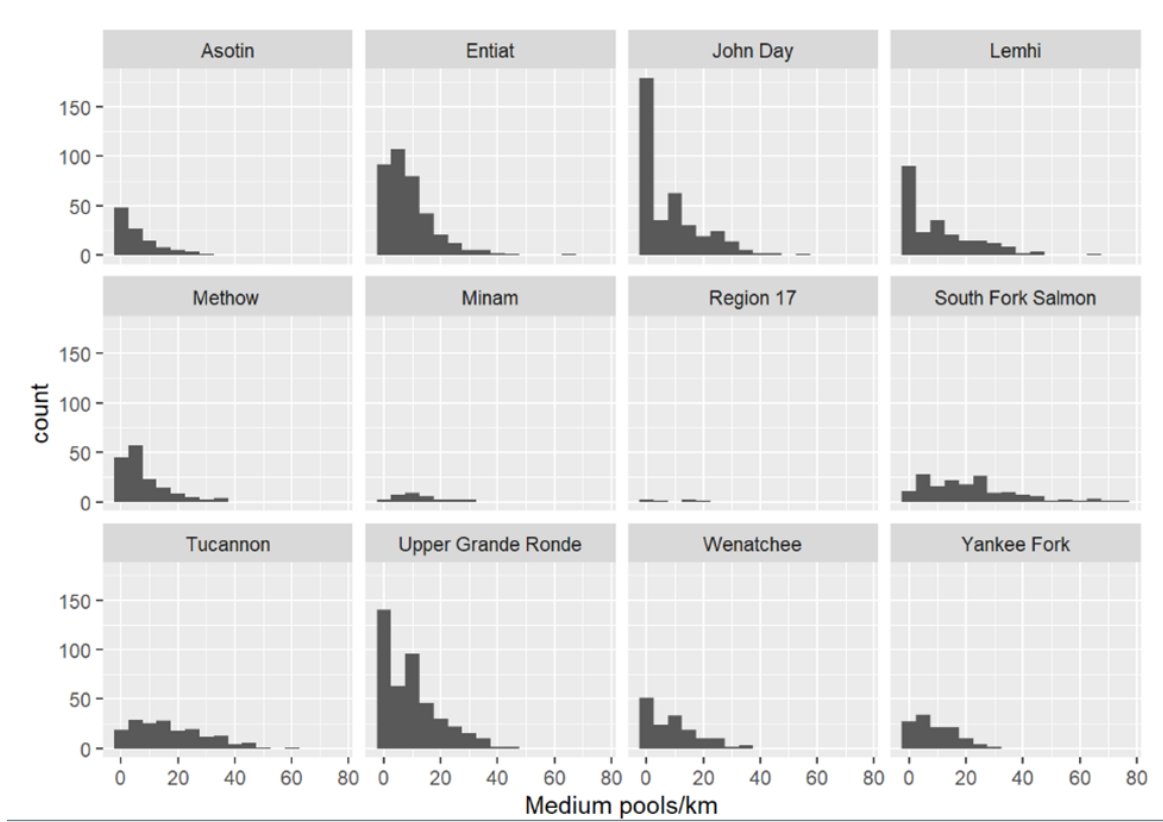 Asotin Entiat John Day Lemhi
150
100
50
0
Methow Minam Region 17 South Fork Salmon
150
100
50
0
count
Tucannon Upper Grande Ronde Wenatchee Yankee Fork
150
100
50
0
0 20 40 60 80 0 20 40 60 80 0 20 40 60 80 0 20 40 60 80
Medium pools/km